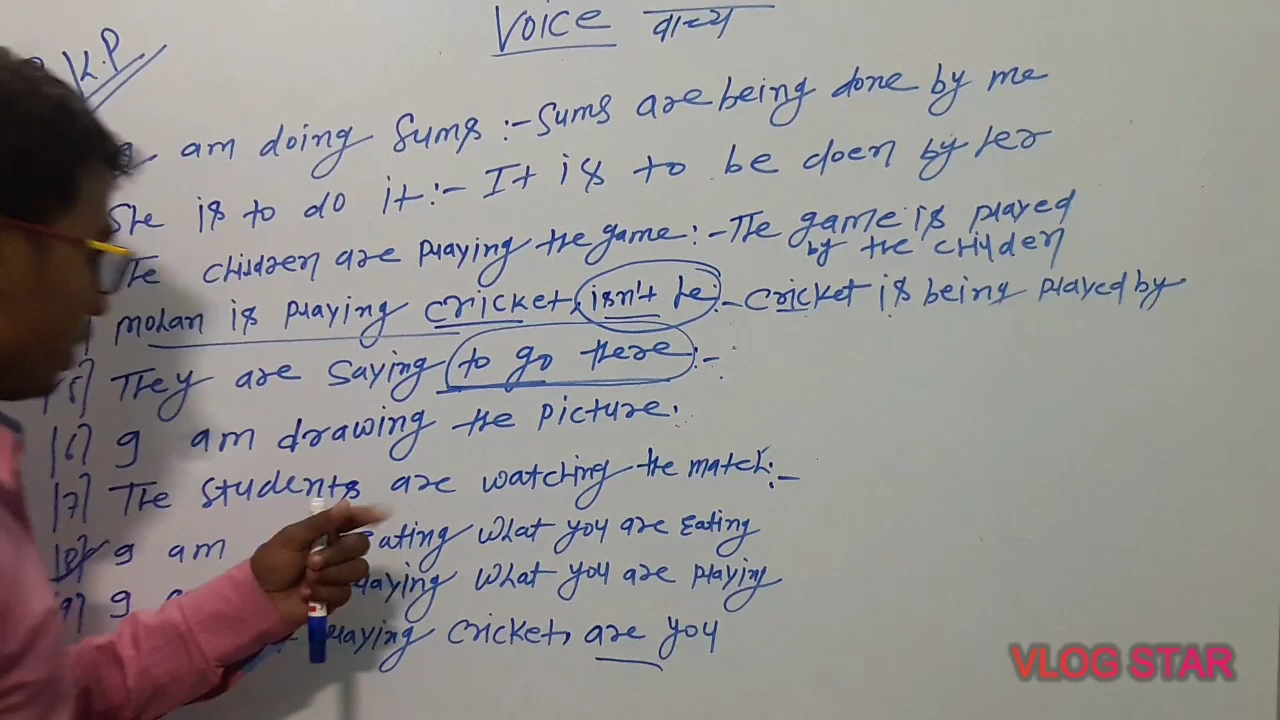 Voice वाच्य
K.P
am doing Sums :- Sums are being done by me
She is to do it :- It is to be doen by her
The children are playing the game :- The game is played
by the children
Mohan is playing cricket, isn't he :- cricket is being played by
[5] They are saying to go there :-
[6] I am drawing the picture.
[7] The students are watching the match :-
[8] I am eating what you are Eating
[9] I playing what you are playing
playing cricket, are you
VLOG STAR